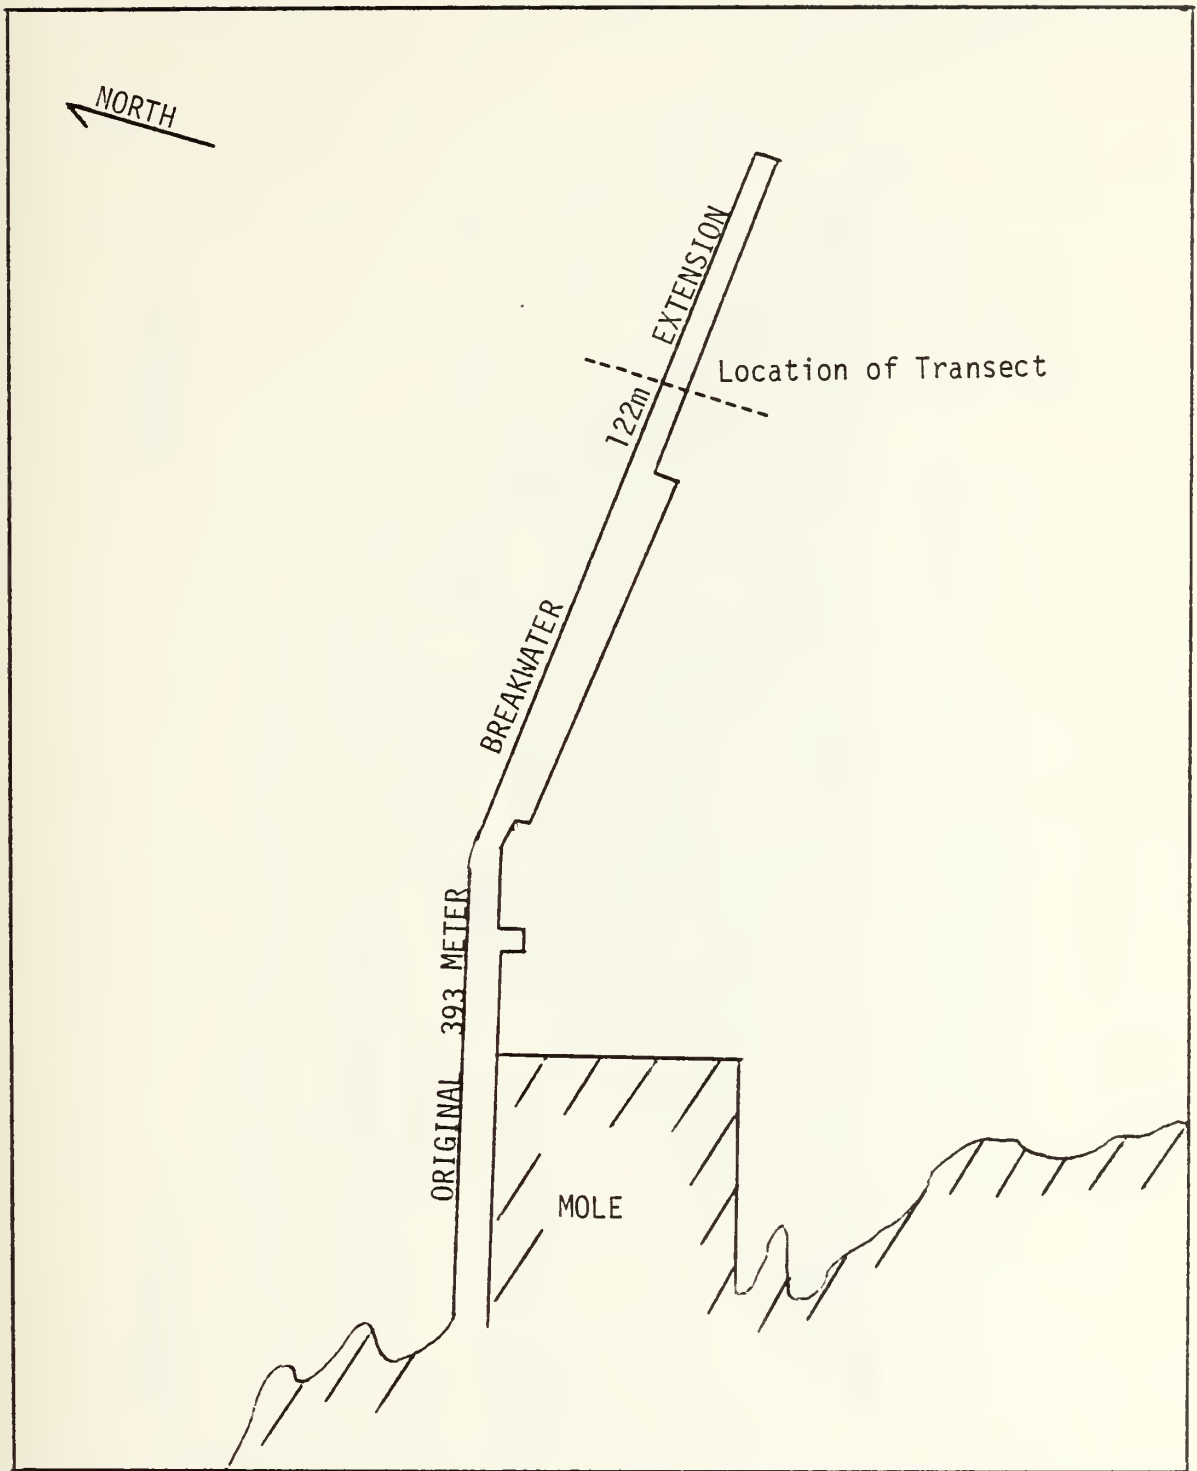 NORTH
EXTENSION
Location of Transect
122m
BREAKWATER
ORIGINAL 393 METER
MOLE